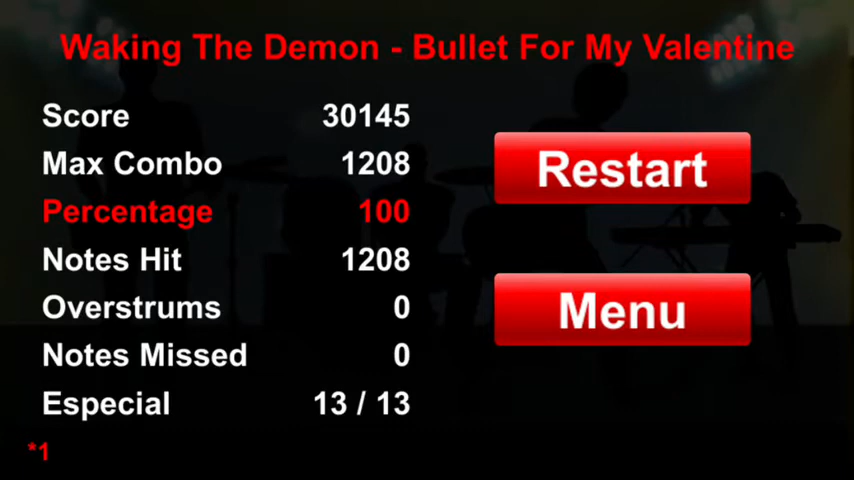 Waking The Demon - Bullet For My Valentine
Score 30145
Max Combo 1208
Percentage 100
Notes Hit 1208
Overstrums 0
Notes Missed 0
Especial 13 / 13
*1
Restart
Menu